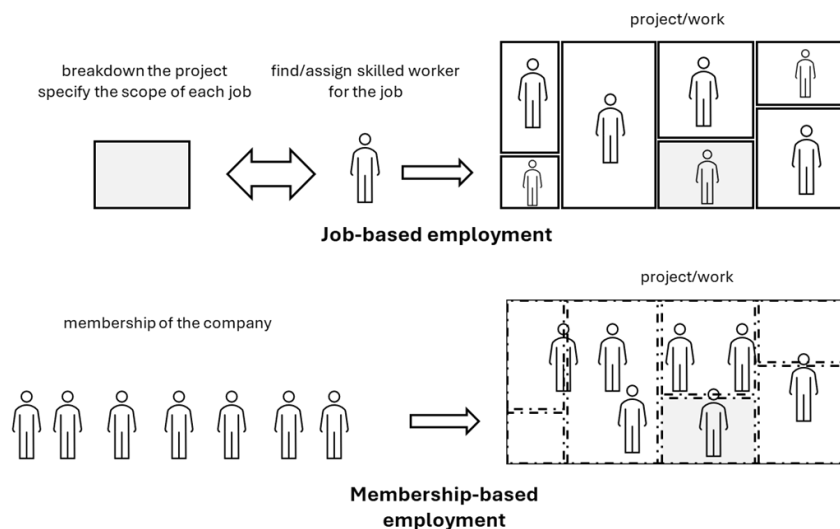 project/work
breakdown the project
specify the scope of each job
find/assign skilled worker
for the job
Job-based employment
project/work
membership of the company
Membership-based
employment